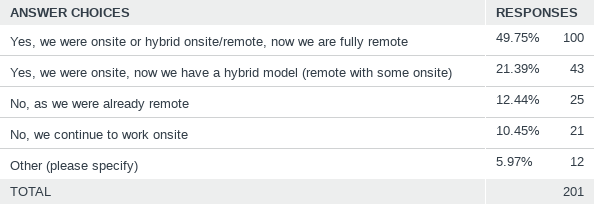 ANSWER CHOICES RESPONSES
Yes, we were onsite or hybrid onsite/remote, now we are fully remote 49.75% 100
Yes, we were onsite, now we have a hybrid model (remote with some onsite) 21.39% 43
No, as we were already remote 12.44% 25
No, we continue to work onsite 10.45% 21
Other (please specify) 5.97% 12
TOTAL 201